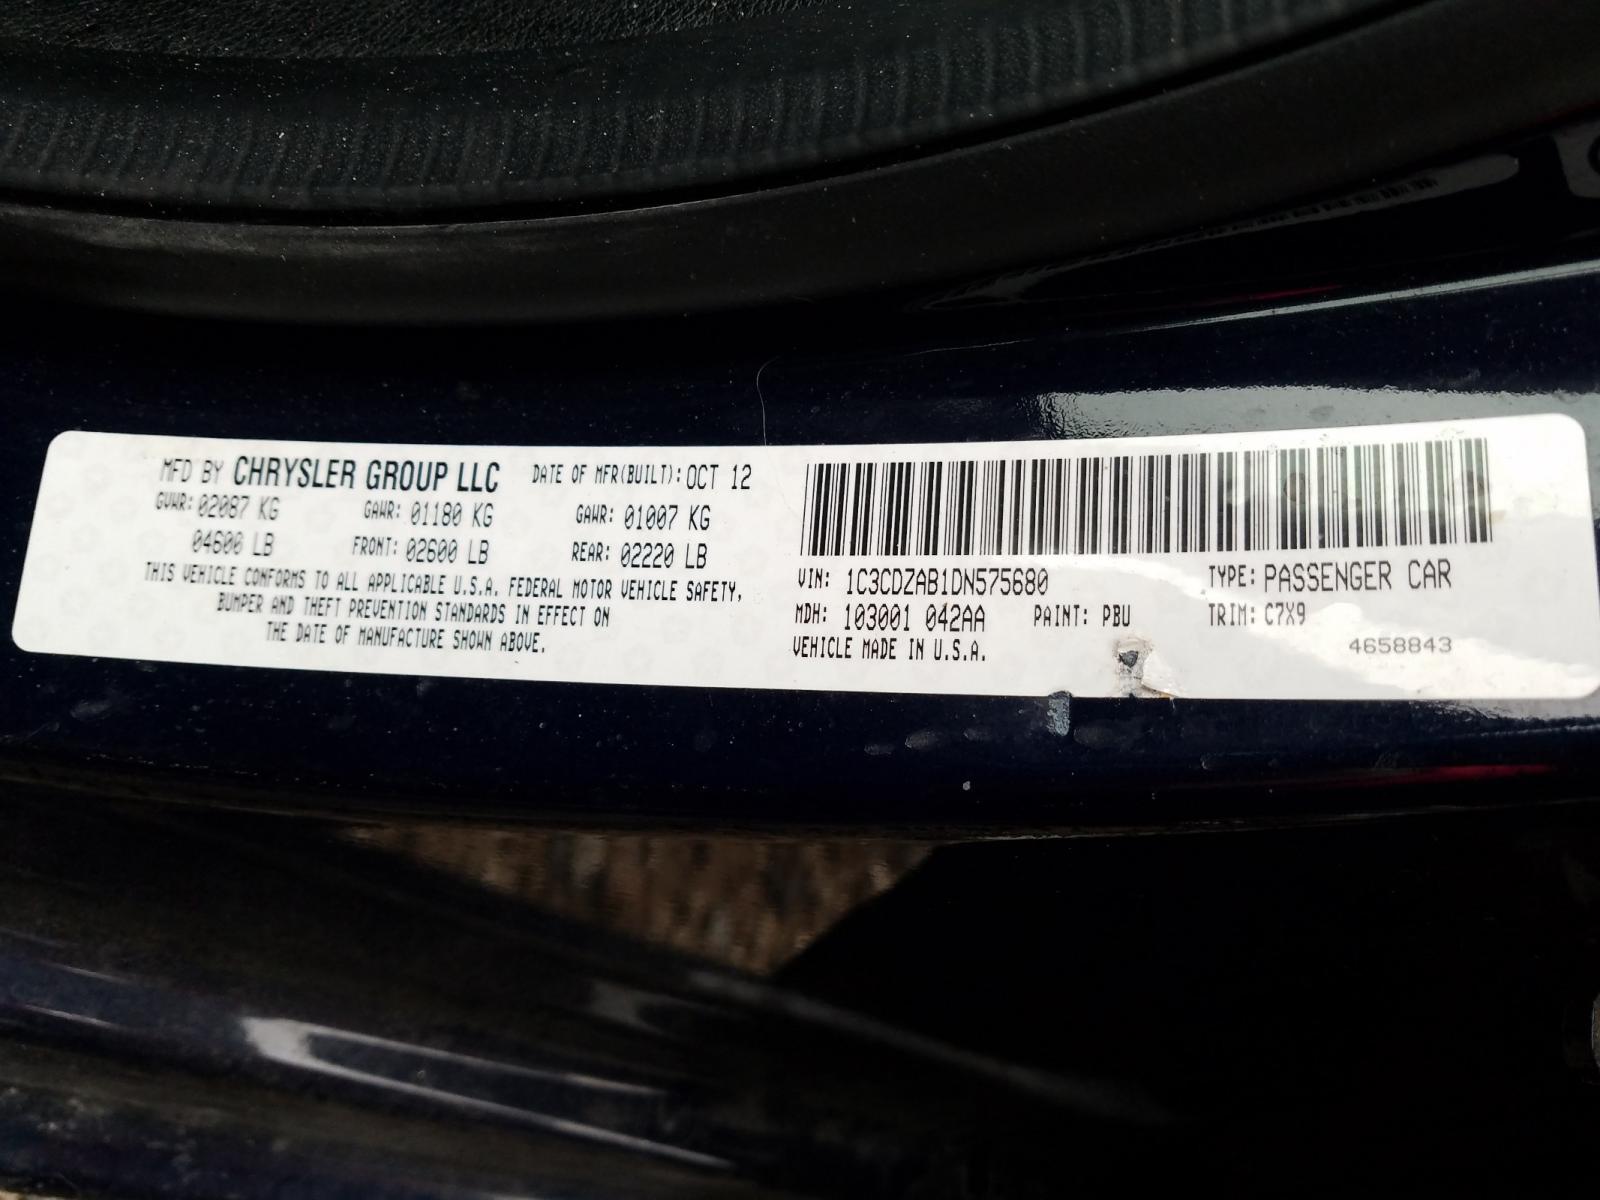 MFD BY CHRYSLER GROUP LLC DATE OF MFR(BUILT): OCT 12
GVWR: 02087 KG GAWR: 01180 KG GAWR: 01007 KG
04600 LB FRONT: 02600 LB REAR: 02220 LB
THIS VEHICLE CONFORMS TO ALL APPLICABLE U.S.A. FEDERAL MOTOR VEHICLE SAFETY,
BUMPER AND THEFT PREVENTION STANDARDS IN EFFECT ON
THE DATE OF MANUFACTURE SHOWN ABOVE.
VIN: 1C3CDZAB1DN575680 TYPE: PASSENGER CAR
MDH: 103001 042AA PAINT: PBU TRIM: C7X9
VEHICLE MADE IN U.S.A. 4658843